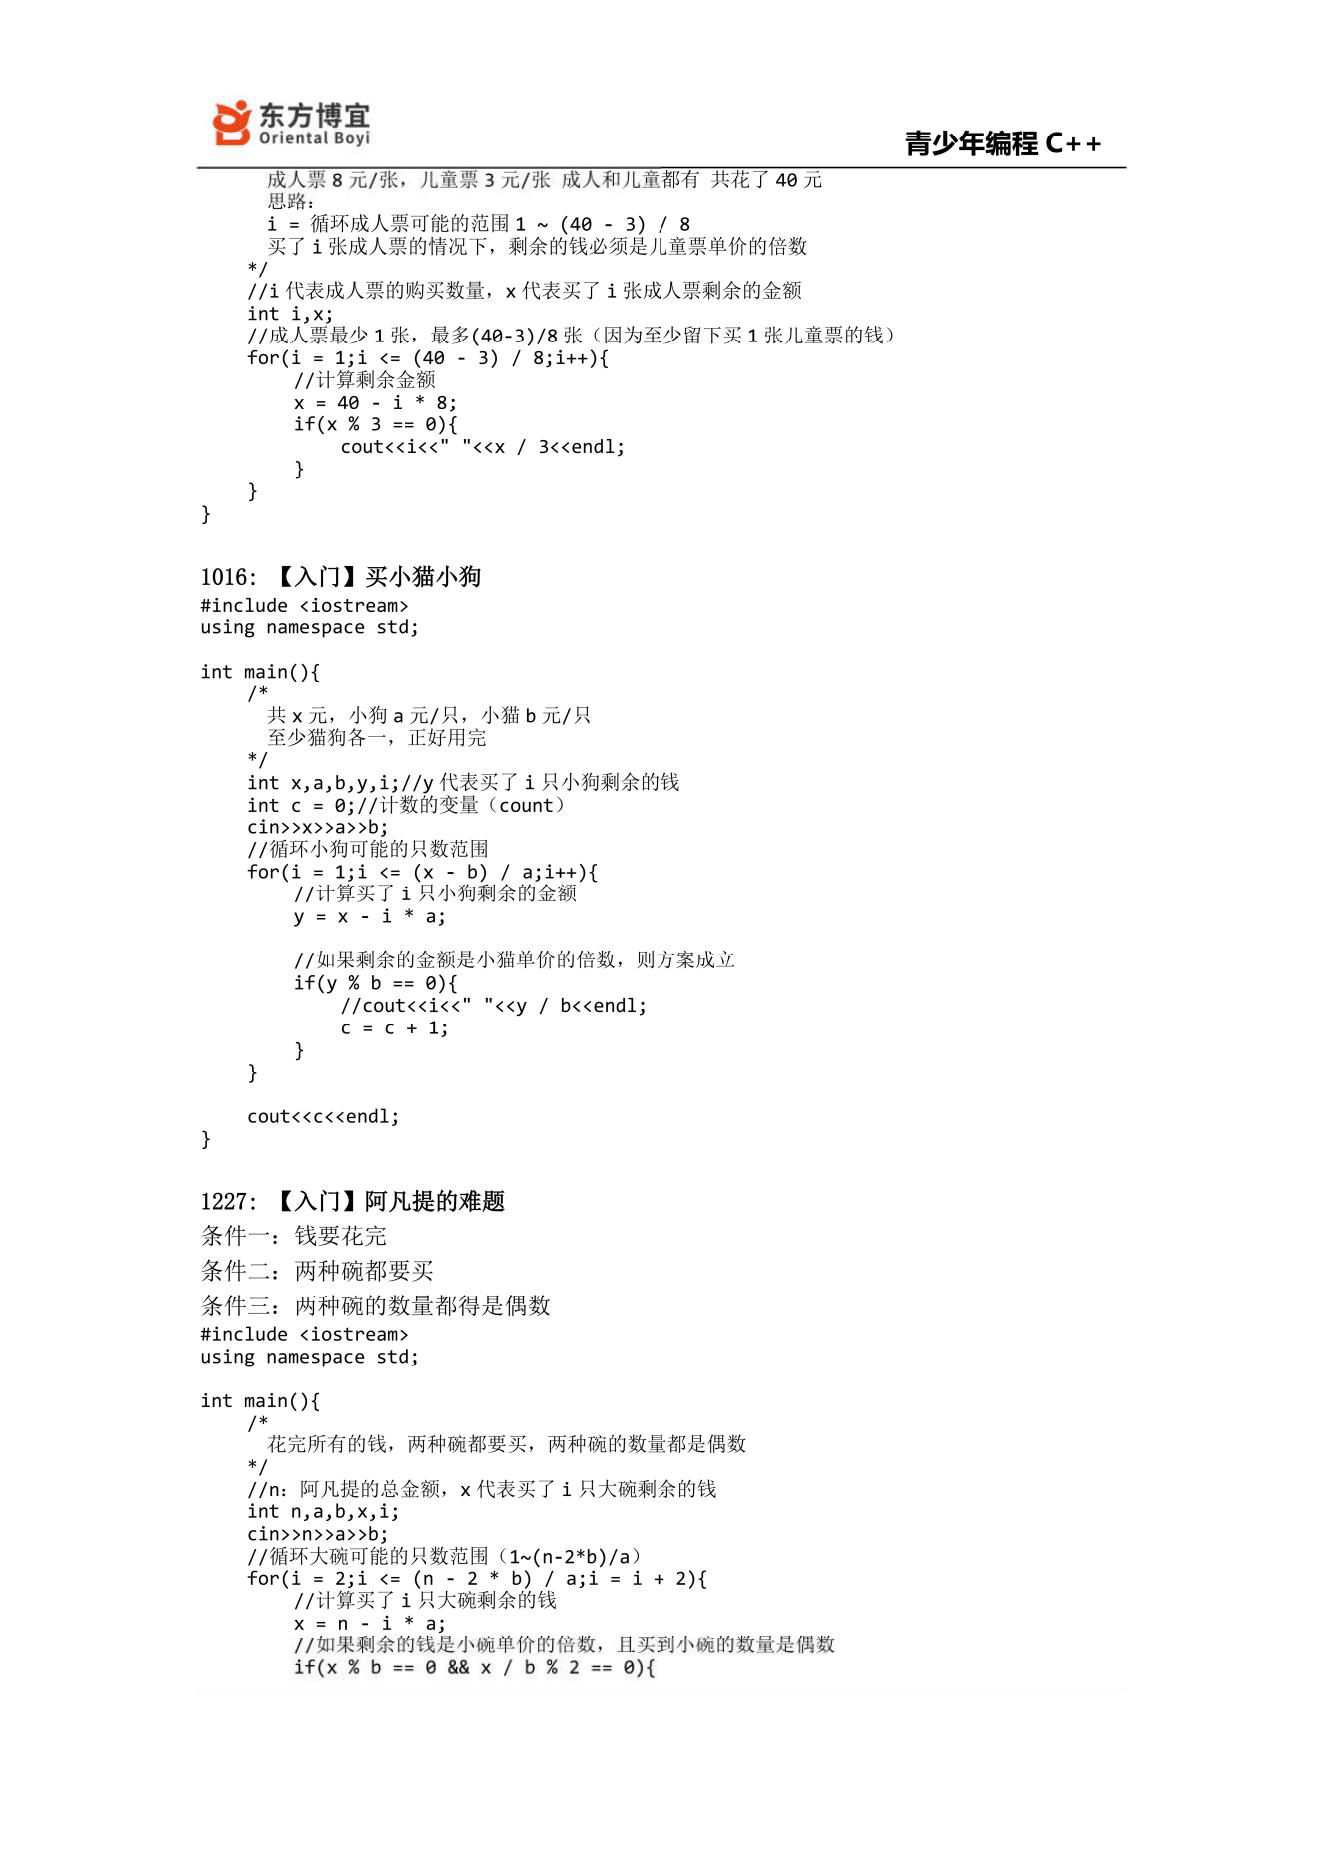 东方博宜
Oriental Boyi
青少年编程 C++
成人票 8 元/张，儿童票 3 元/张 成人和儿童都有 共花了 40 元
思路：
i = 循环成人票可能的范围 1 ~ (40 - 3) / 8
买了 i 张成人票的情况下，剩余的钱必须是儿童票单价的倍数
*/
//i 代表成人票的购买数量，x 代表买了 i 张成人票剩余的金额
int i,x;
//成人票最少 1 张，最多(40-3)/8 张（因为至少留下买 1 张儿童票的钱）
for(i = 1;i <= (40 - 3) / 8;i++){
//计算剩余金额
x = 40 - i * 8;
if(x % 3 == 0){
cout<<i<<" "<<x / 3<<endl;
}
}
}
1016: 【入门】买小猫小狗
#include <iostream>
using namespace std;
int main(){
/*
共 x 元，小狗 a 元/只，小猫 b 元/只
至少猫狗各一，正好用完
*/
int x,a,b,y,i;//y 代表买了 i 只小狗剩余的钱
int c = 0;//计数的变量（count）
cin>>x>>a>>b;
//循环小狗可能的只数范围
for(i = 1;i <= (x - b) / a;i++){
//计算买了 i 只小狗剩余的金额
y = x - i * a;
//如果剩余的金额是小猫单价的倍数，则方案成立
if(y % b == 0){
//cout<<i<<" "<<y / b<<endl;
c = c + 1;
}
}
cout<<c<<endl;
}
1227: 【入门】阿凡提的难题
条件一：钱要花完
条件二：两种碗都要买
条件三：两种碗的数量都得是偶数
#include <iostream>
using namespace std;
int main(){
/*
花完所有的钱，两种碗都要买，两种碗的数量都是偶数
*/
//n：阿凡提的总金额，x 代表买了 i 只大碗剩余的钱
int n,a,b,x,i;
cin>>n>>a>>b;
//循环大碗可能的只数范围（1~(n-2*b)/a）
for(i = 2;i <= (n - 2 * b) / a;i = i + 2){
//计算买了 i 只大碗剩余的钱
x = n - i * a;
//如果剩余的钱是小碗单价的倍数，且买到小碗的数量是偶数
if(x % b == 0 && x / b % 2 == 0){